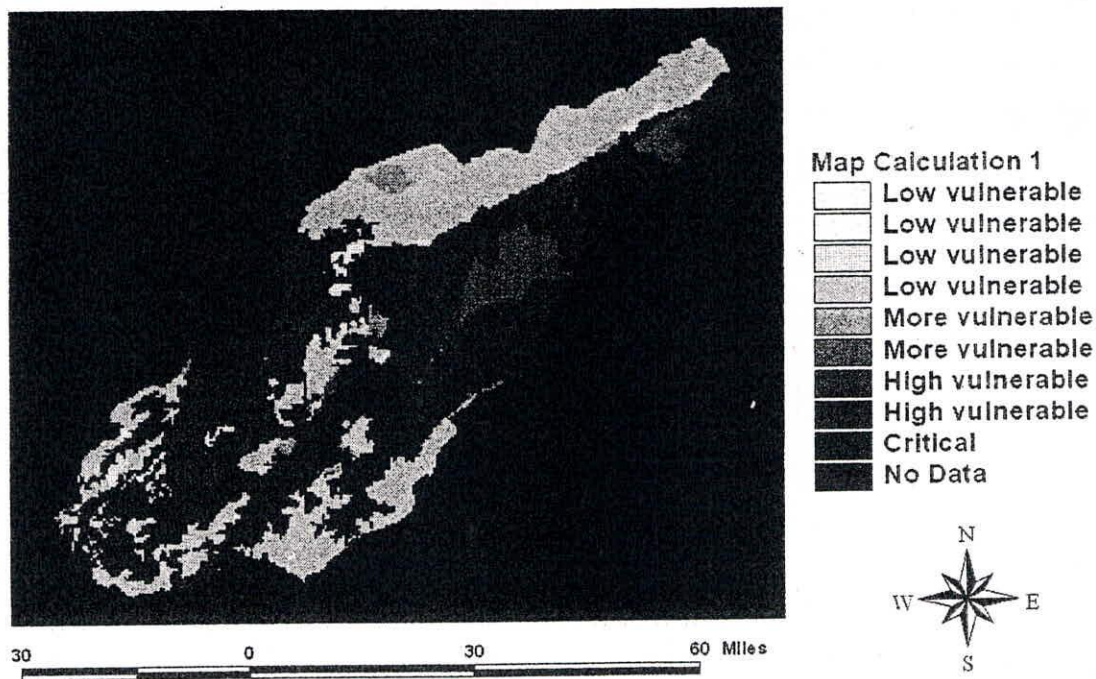 Map Calculation 1
Low vulnerable
Low vulnerable
Low vulnerable
Low vulnerable
More vulnerable
More vulnerable
High vulnerable
High vulnerable
Critical
No Data
N
W E
S
30 0 30 60 Miles